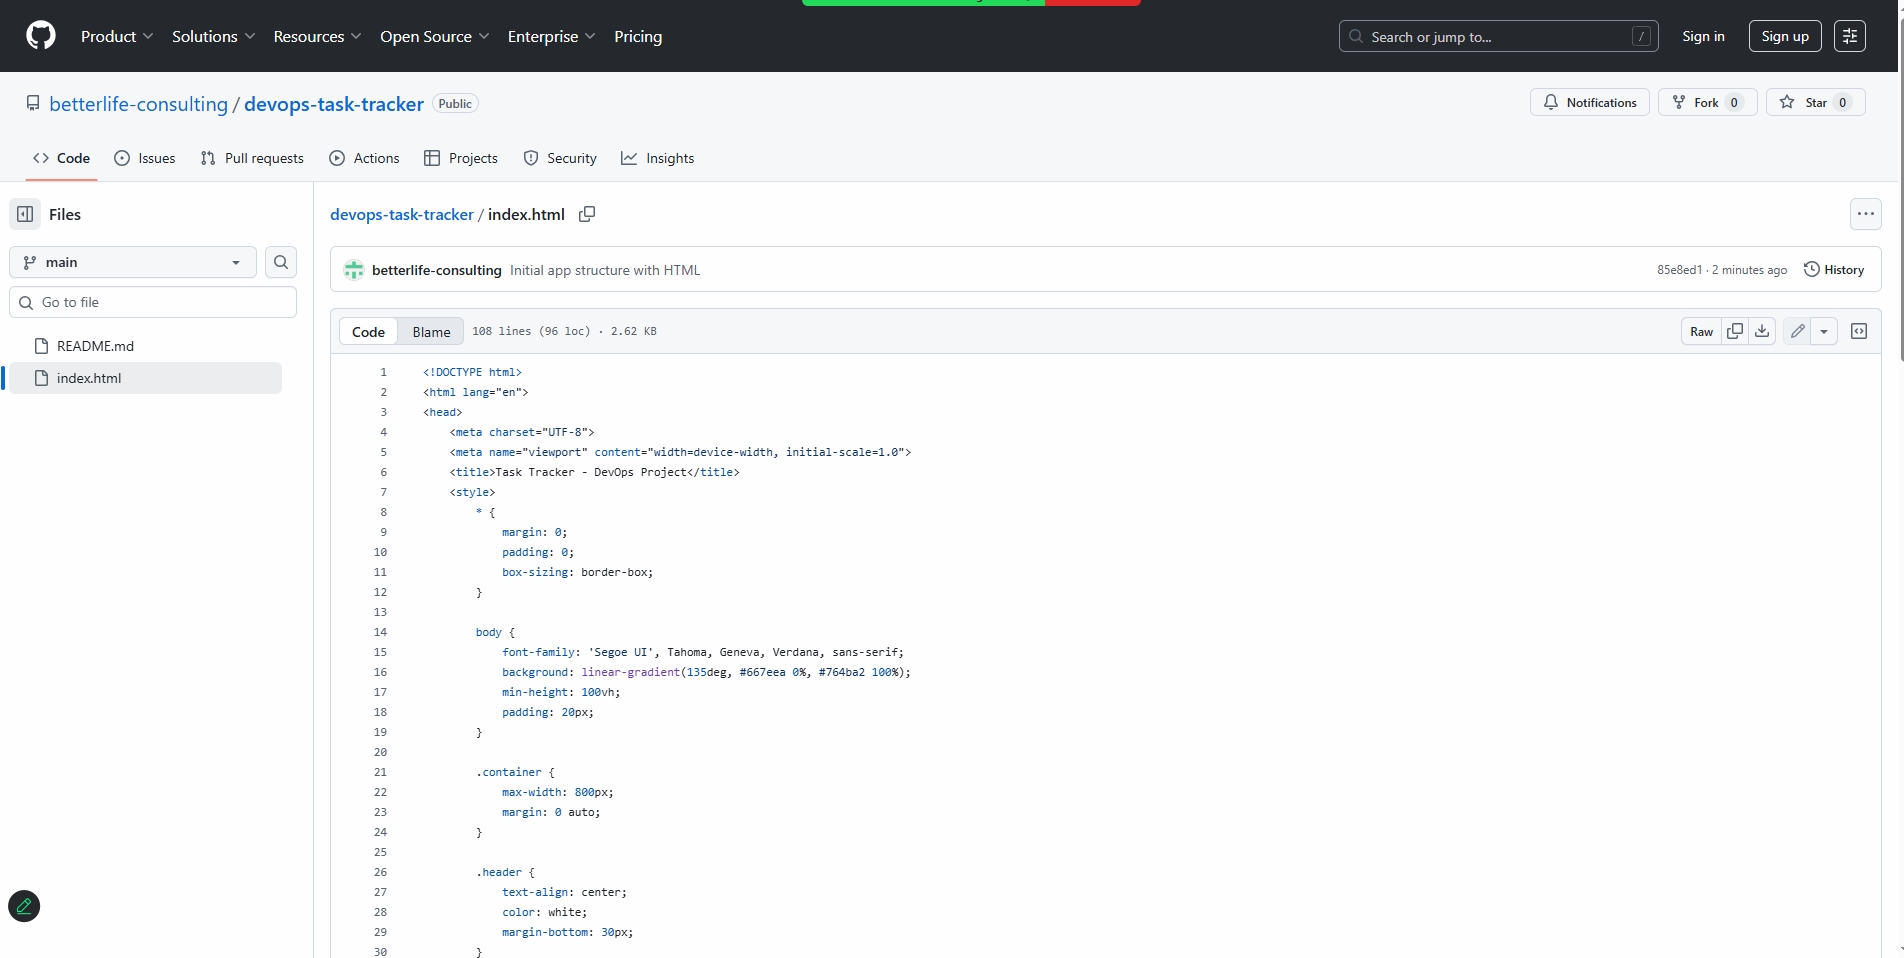 Product Solutions Resources Open Source Enterprise Pricing Search or jump to... / Sign in Sign up
betterlife-consulting / devops-task-tracker Public Notifications Fork 0 Star 0
Code Issues Pull requests Actions Projects Security Insights
Files
main
Go to file
README.md
index.html
devops-task-tracker / index.html
betterlife-consulting Initial app structure with HTML 85e8ed1 · 2 minutes ago History
Code Blame 108 lines (96 loc) · 2.62 KB Raw
1 <!DOCTYPE html>
2 <html lang="en">
3 <head>
4 <meta charset="UTF-8">
5 <meta name="viewport" content="width=device-width, initial-scale=1.0">
6 <title>Task Tracker - DevOps Project</title>
7 <style>
8 * {
9 margin: 0;
10 padding: 0;
11 box-sizing: border-box;
12 }
13
14 body {
15 font-family: 'Segoe UI', Tahoma, Geneva, Verdana, sans-serif;
16 background: linear-gradient(135deg, #667eea 0%, #764ba2 100%);
17 min-height: 100vh;
18 padding: 20px;
19 }
20
21 .container {
22 max-width: 800px;
23 margin: 0 auto;
24 }
25
26 .header {
27 text-align: center;
28 color: white;
29 margin-bottom: 30px;
30 }